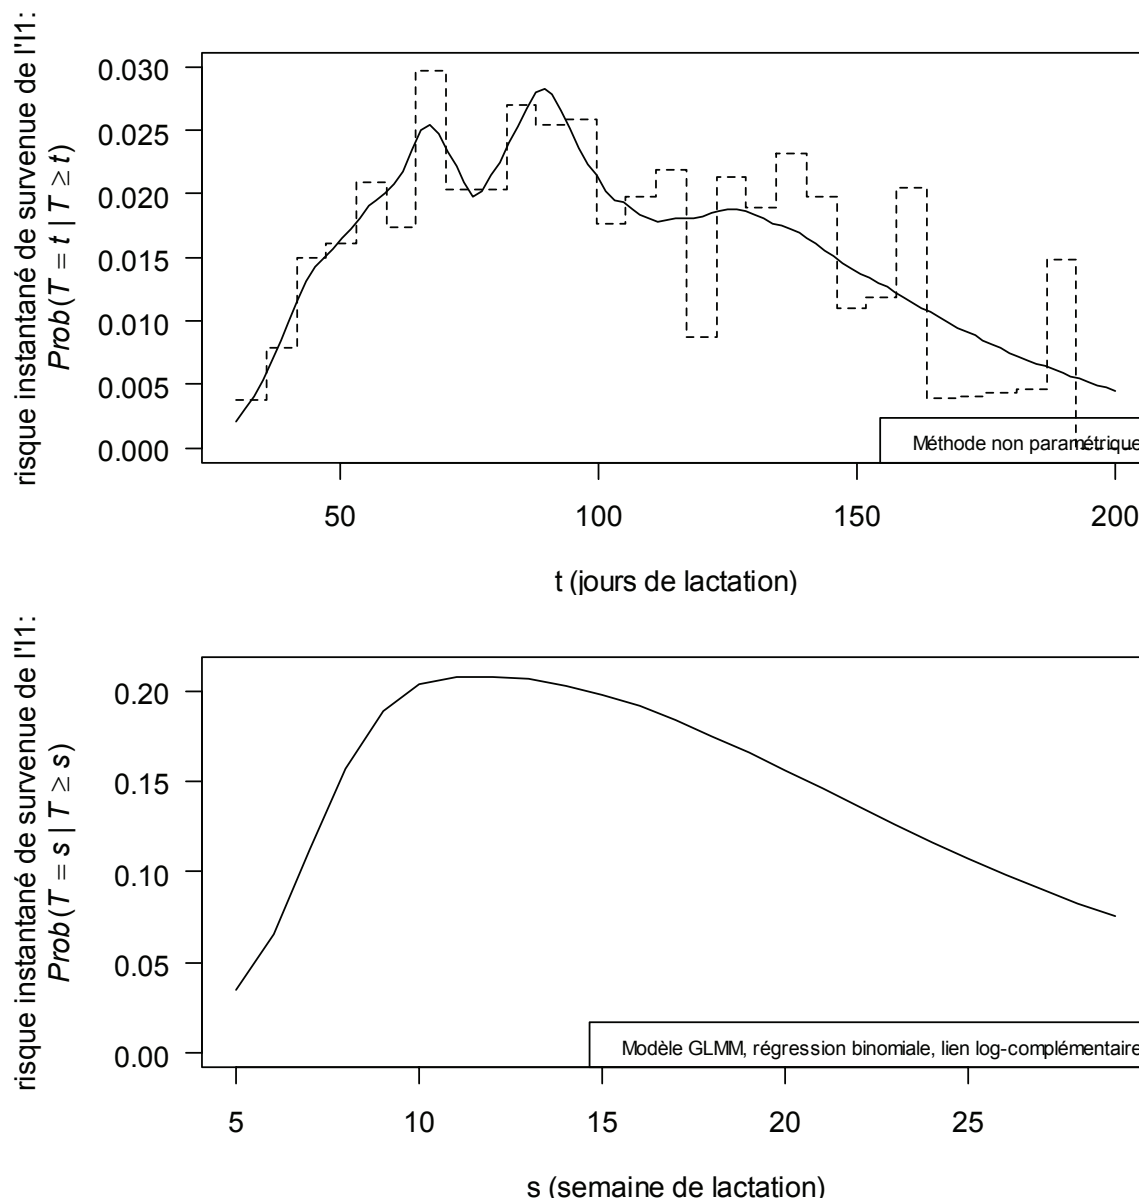 risque instantané de survenue de l'I1:
Prob(T = t | T ≥ t)
0.030
0.025
0.020
0.015
0.010
0.005
0.000
Méthode non paramétrique
50 100 150 200
t (jours de lactation)
risque instantané de survenue de l'I1:
Prob(T = s | T ≥ s)
0.20
0.15
0.10
0.05
0.00
Modèle GLMM, régression binomiale, lien log-complémentaire
5 10 15 20 25
s (semaine de lactation)